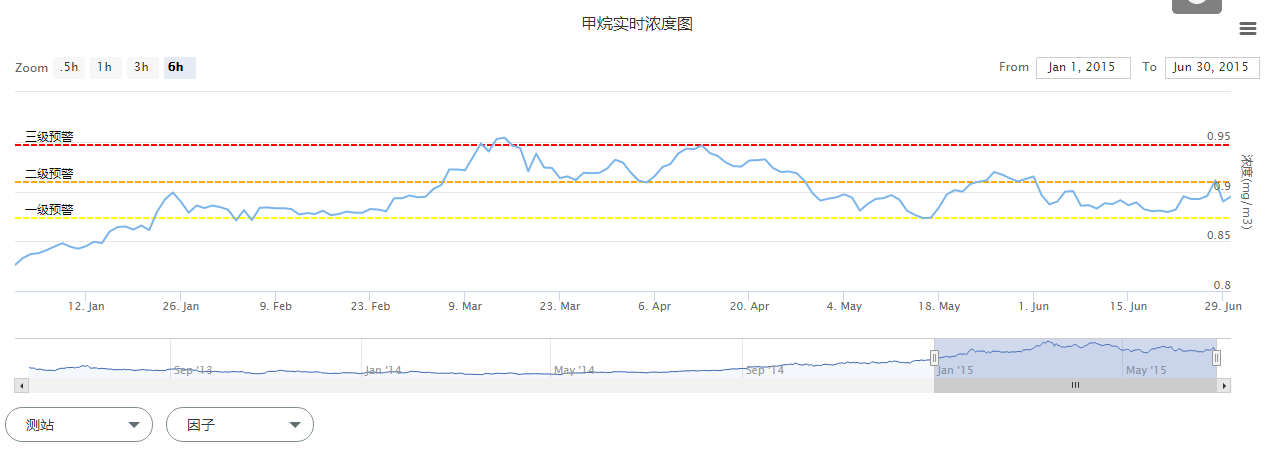 甲烷实时浓度图
Zoom .5h 1h 3h 6h From Jan 1, 2015 To Jun 30, 2015
三级预警 0.95
二级预警 0.9
一级预警 0.85
0.8
浓度(mg/m3)
12. Jan 26. Jan 9. Feb 23. Feb 9. Mar 23. Mar 6. Apr 20. Apr 4. May 18. May 1. Jun 15. Jun 29. Jun
Sep '13 Jan '14 May '14 Sep '14 Jan '15 May '15
测站 因子